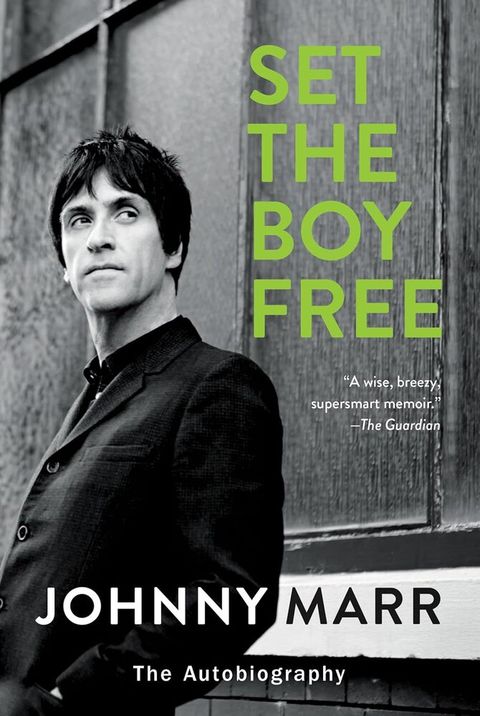 SET
THE
BOY
FREE
“A wise, breezy,
supersmart memoir.”
—The Guardian
JOHNNY MARR
The Autobiography